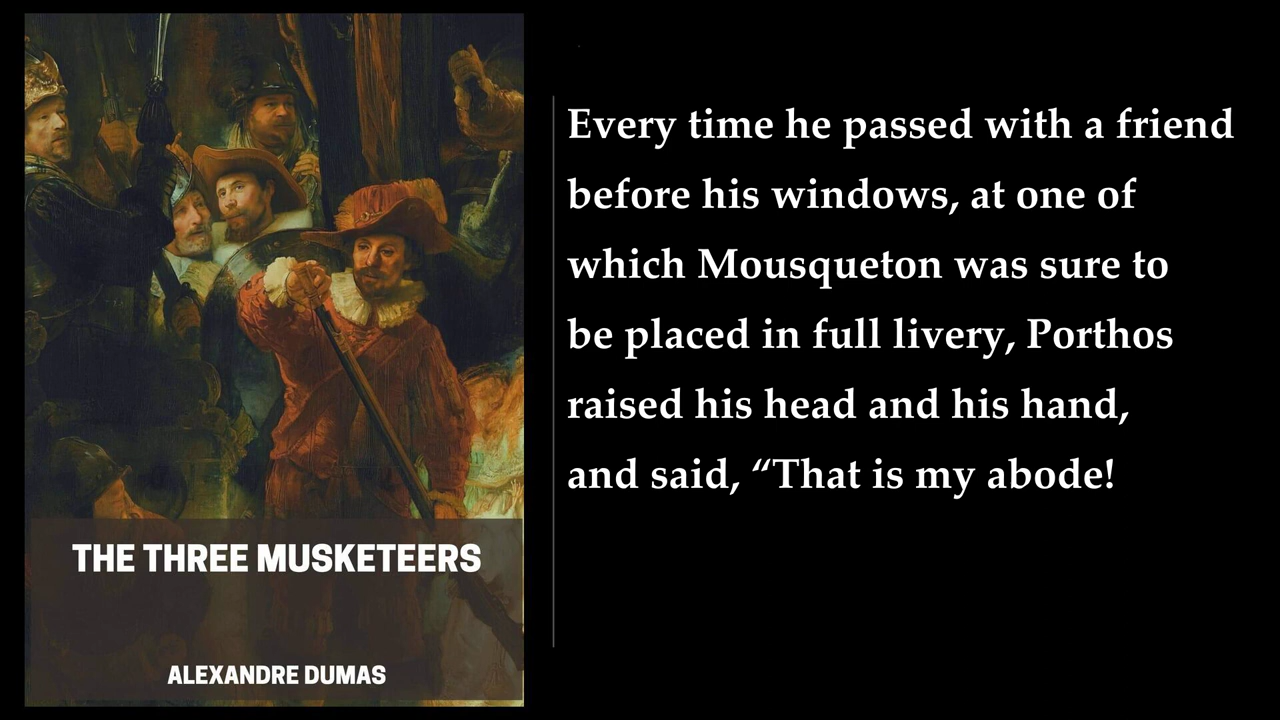 THE THREE MUSKETEERS
ALEXANDRE DUMAS
Every time he passed with a friend
before his windows, at one of
which Mousqueton was sure to
be placed in full livery, Porthos
raised his head and his hand,
and said, “That is my abode!